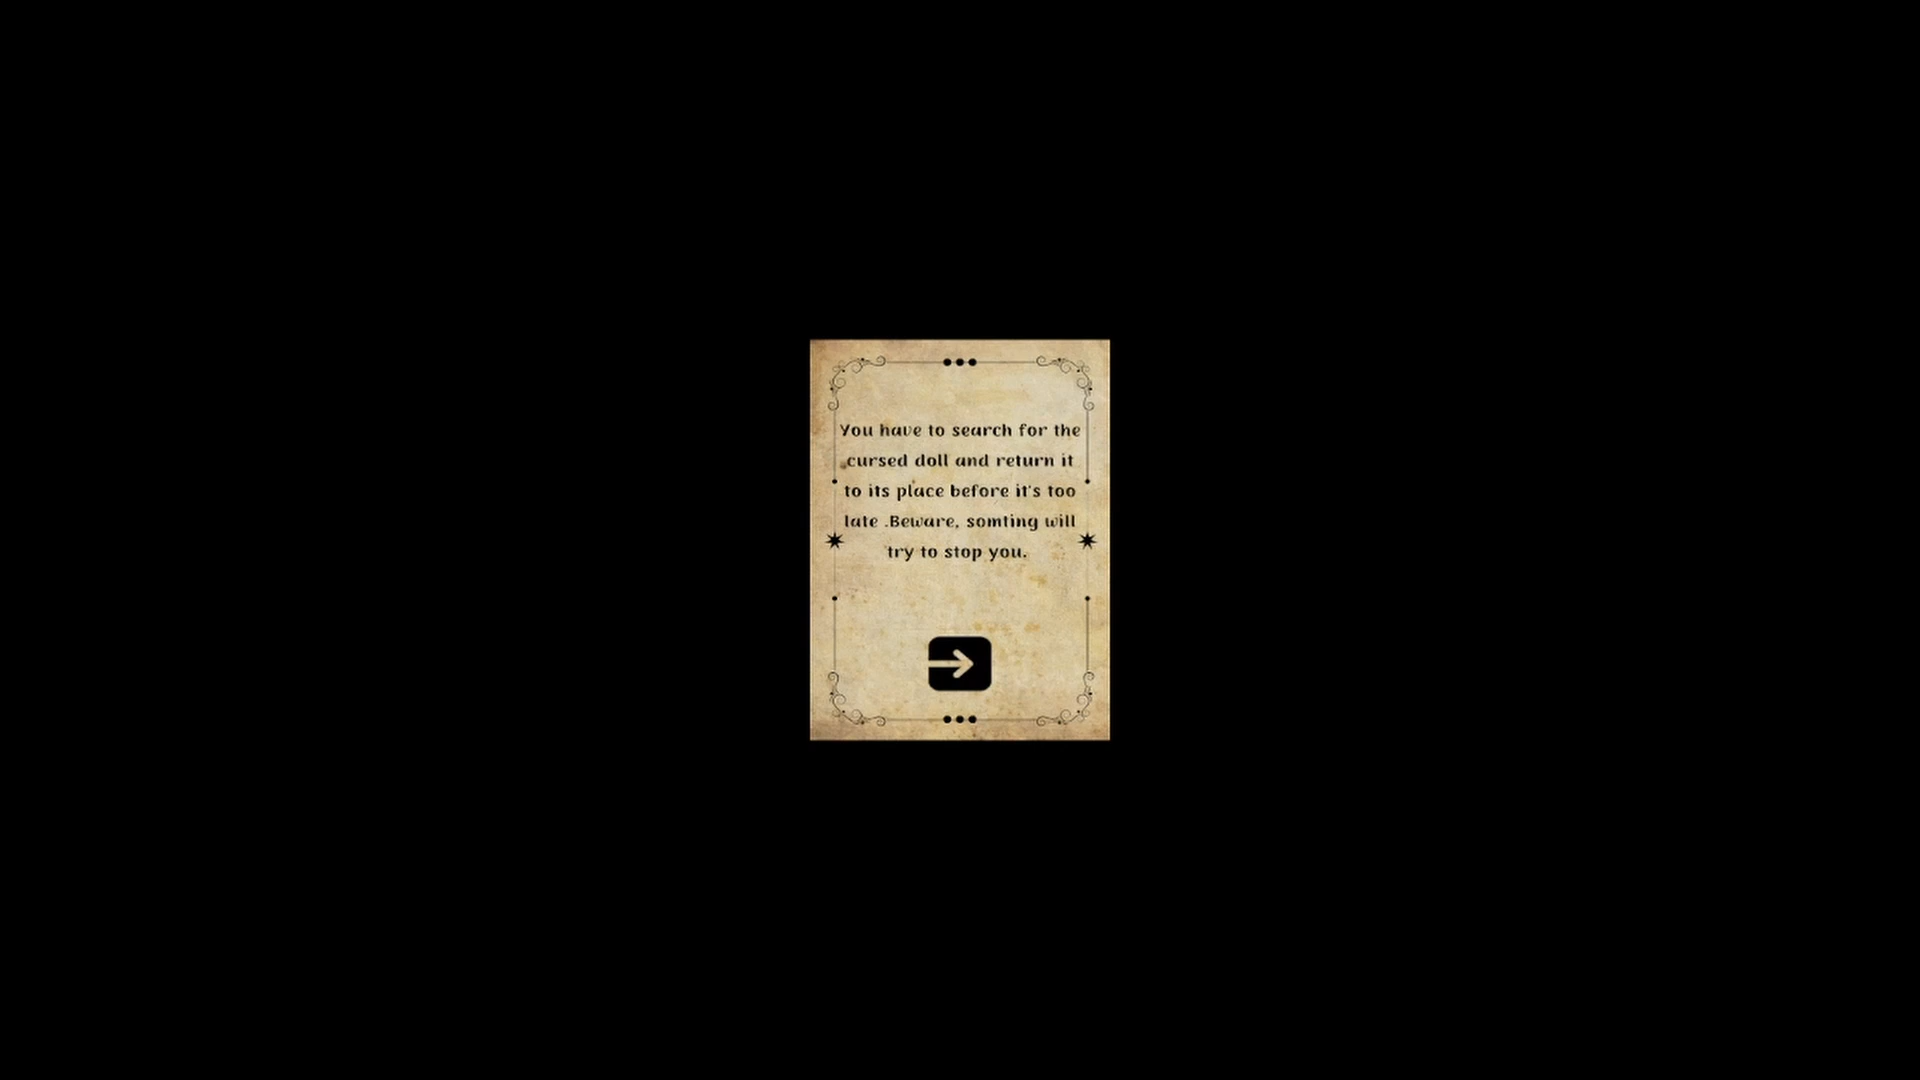 You have to search for the
cursed doll and return it
to its place before it's too
late .Beware, somting will
try to stop you.